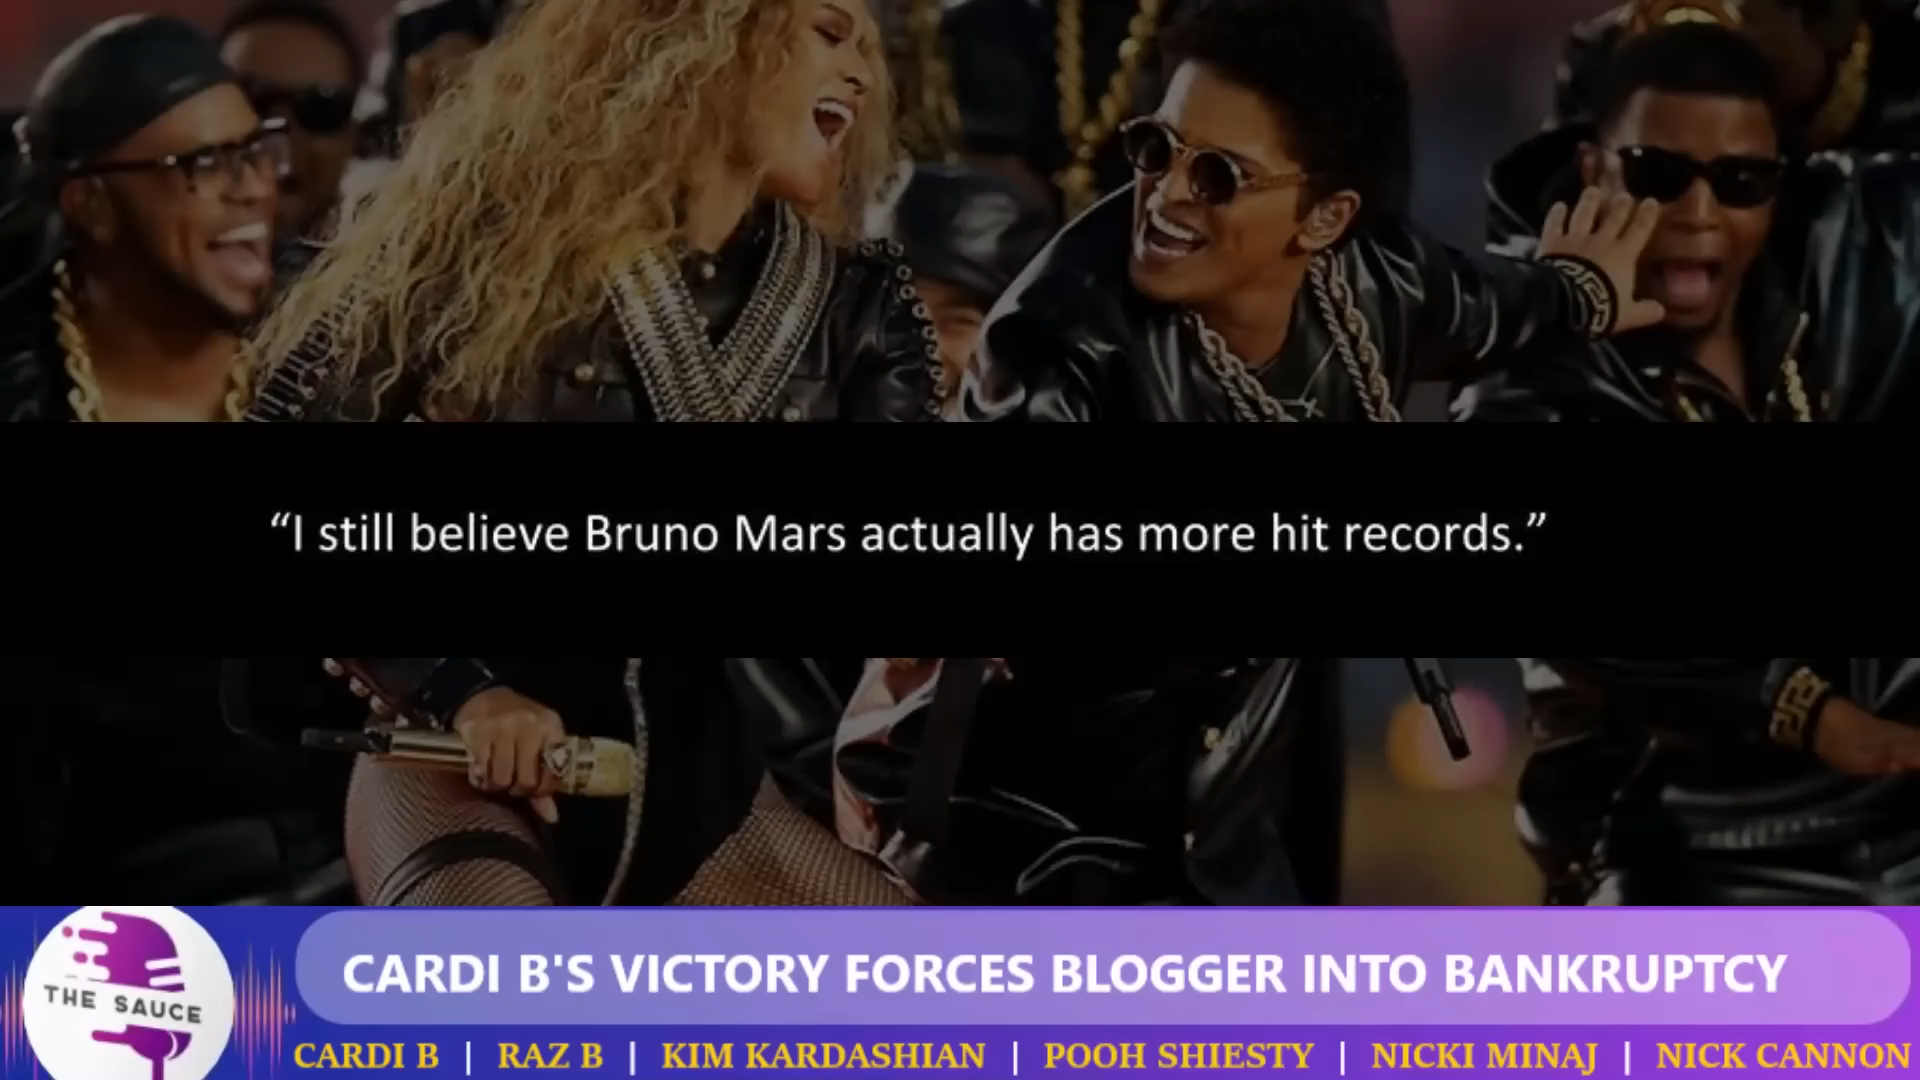 “I still believe Bruno Mars actually has more hit records.”
THE SAUCE
CARDI B'S VICTORY FORCES BLOGGER INTO BANKRUPTCY
CARDI B | RAZ B | KIM KARDASHIAN | POOH SHIESTY | NICKI MINAJ | NICK CANNON